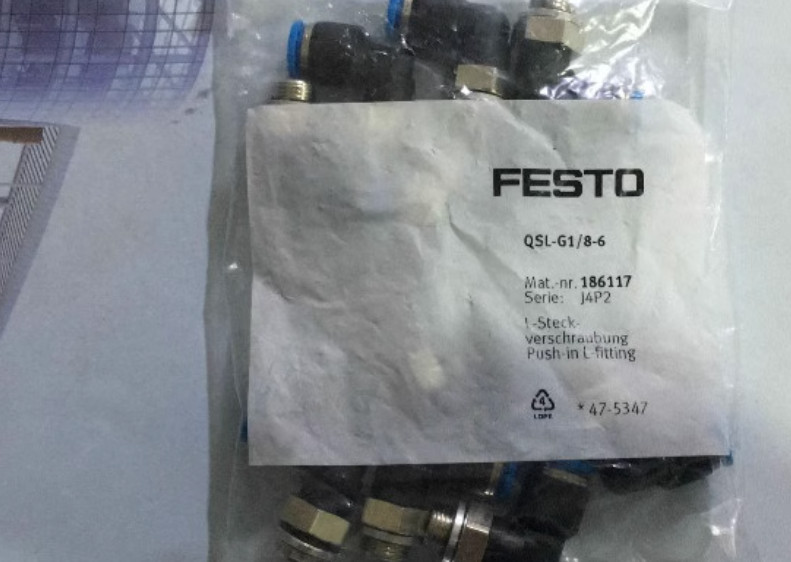 FESTO
QSL-G1/8-6
Mat.-nr. 186117
Serie: J4P2
L-Steck-
verschraubung
Push-in L-fitting
4
LDPE
* 47-5347